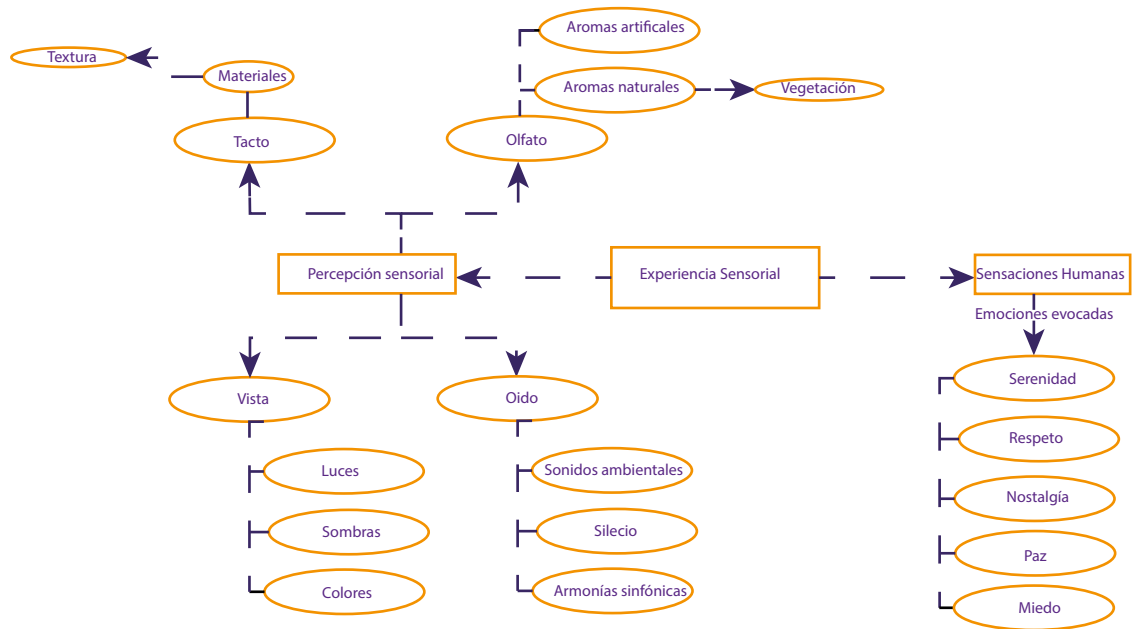 Aromas artificales
Textura
Materiales
Aromas naturales
Vegetación
Tacto
Olfato
Percepción sensorial
Experiencia Sensorial
Sensaciones Humanas
Emociones evocadas
Vista
Oido
Serenidad
Respeto
Luces
Sonidos ambientales
Nostalgía
Sombras
Silecio
Paz
Colores
Armonías sinfónicas
Miedo